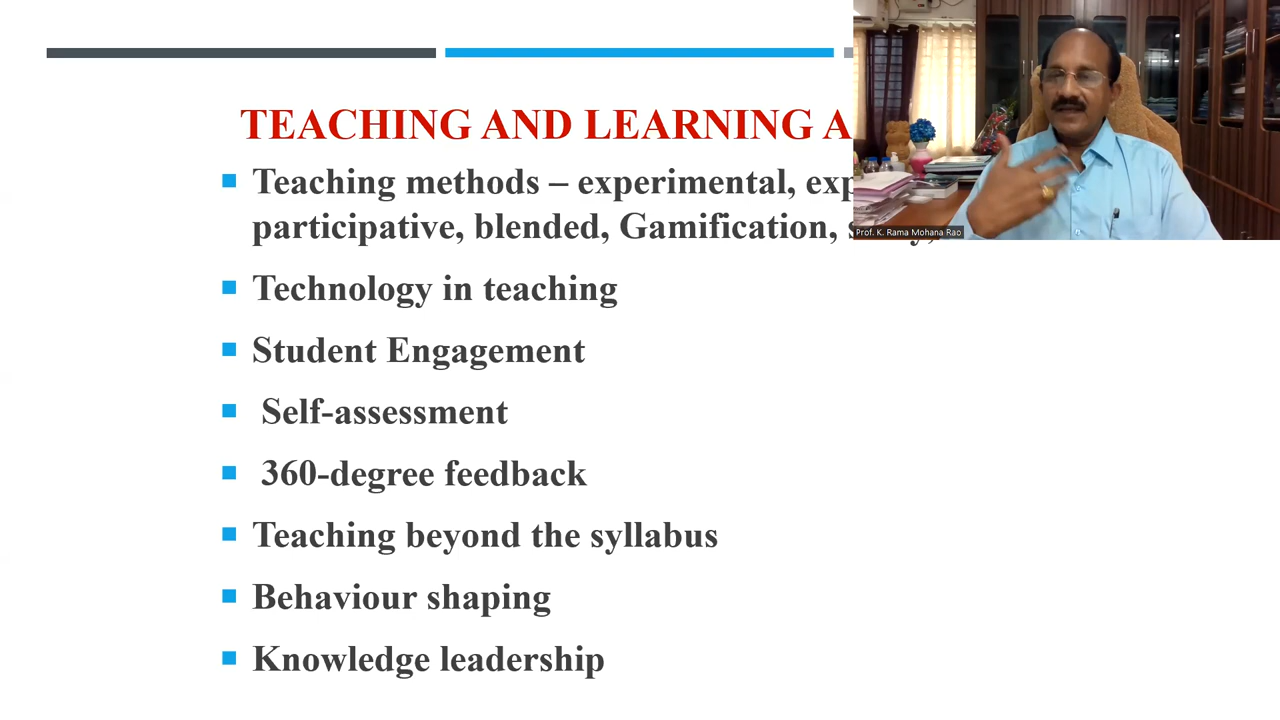 TEACHING AND LEARNING A
Teaching methods – experimental,
participative, blended, Gamification,
Technology in teaching
Student Engagement
Self-assessment
360-degree feedback
Teaching beyond the syllabus
Behaviour shaping
Knowledge leadership
Prof. K. Rama Mohana Rao